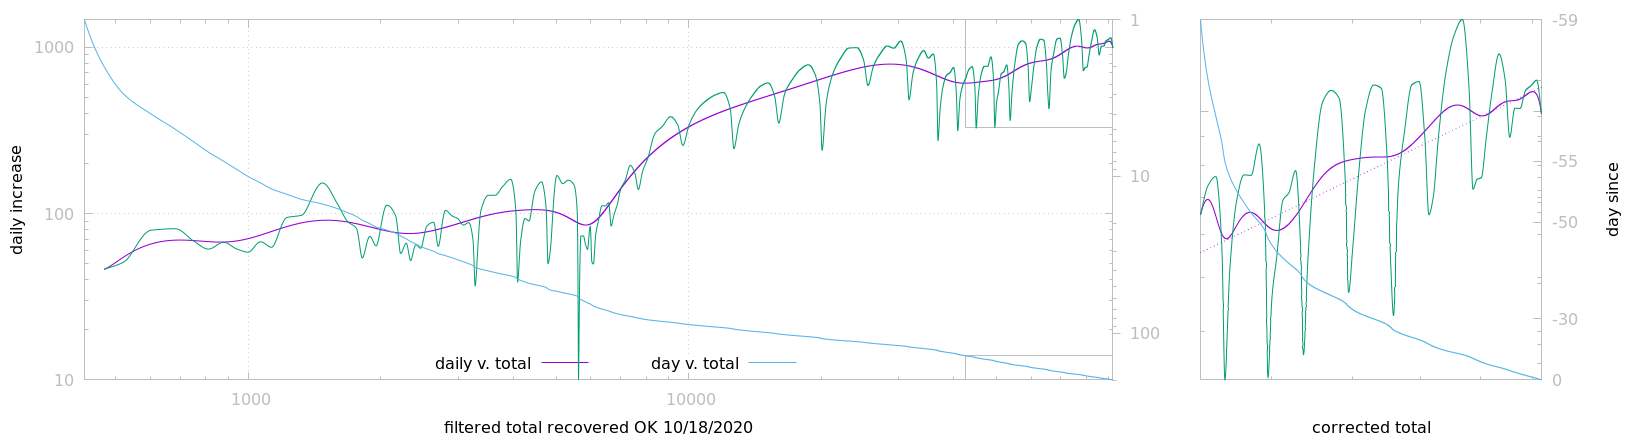 1000
100
10
daily increase
1000
10000
filtered total recovered OK 10/18/2020
daily v. total
day v. total
1
10
100
-59
-55
-50
-30
0
day since
corrected total